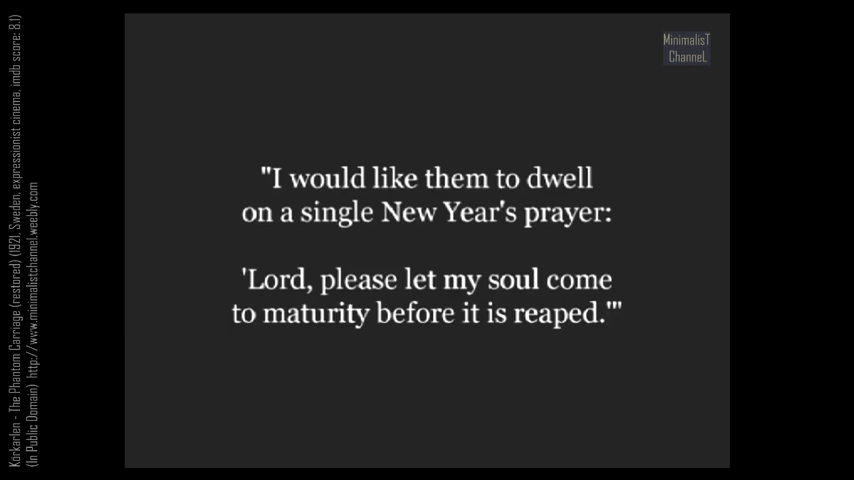 Körkarlen - The Phantom Carriage (restored) (1921, Sweden, expressionist cinema, imdb score: 8.1)
(In Public Domain) http://www.minimalistchannel.weebly.com
MinimalisT
ChanneL
"I would like them to dwell
on a single New Year's prayer:
'Lord, please let my soul come
to maturity before it is reaped.'"